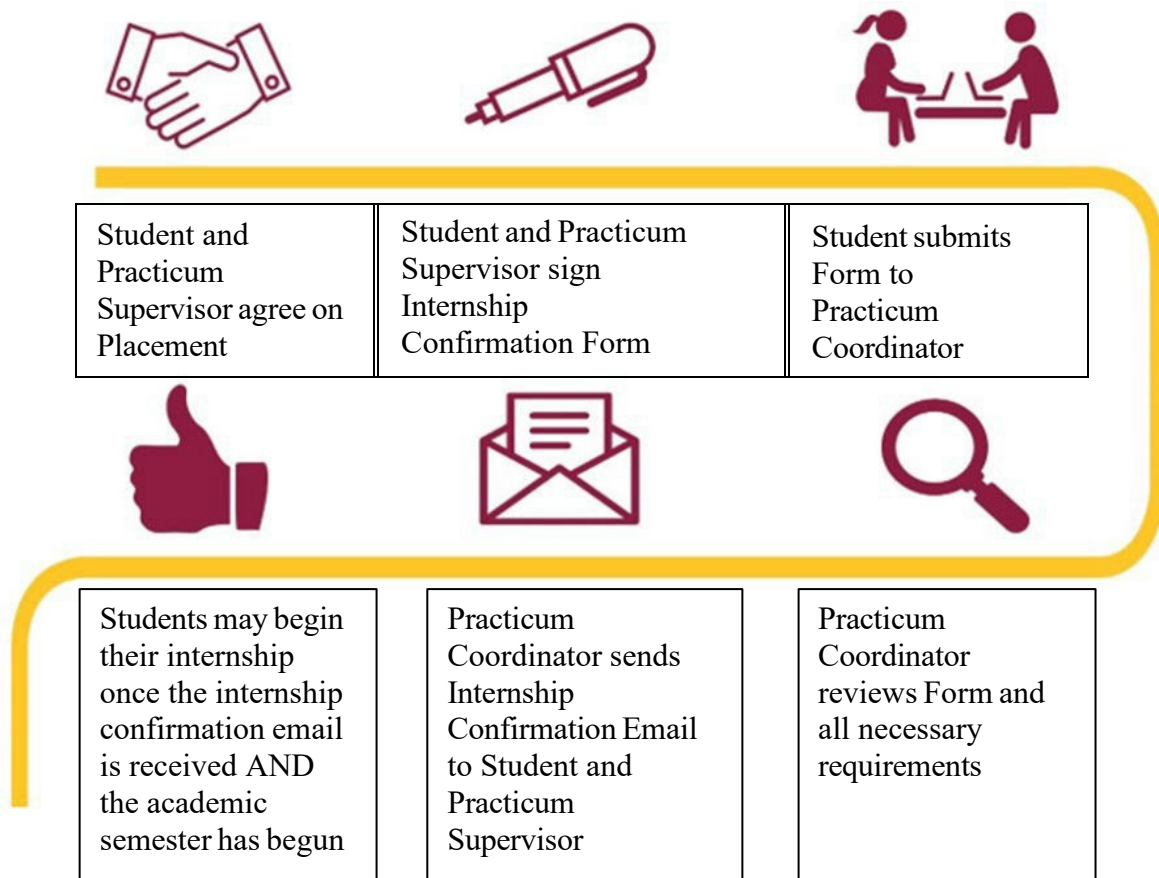 Student and
Practicum
Supervisor agree on
Placement
Student and Practicum
Supervisor sign
Internship
Confirmation Form
Student submits
Form to
Practicum
Coordinator
Practicum
Coordinator
reviews Form and
all necessary
requirements
Practicum
Coordinator sends
Internship
Confirmation Email
to Student and
Practicum
Supervisor
Students may begin
their internship
once the internship
confirmation email
is received AND
the academic
semester has begun